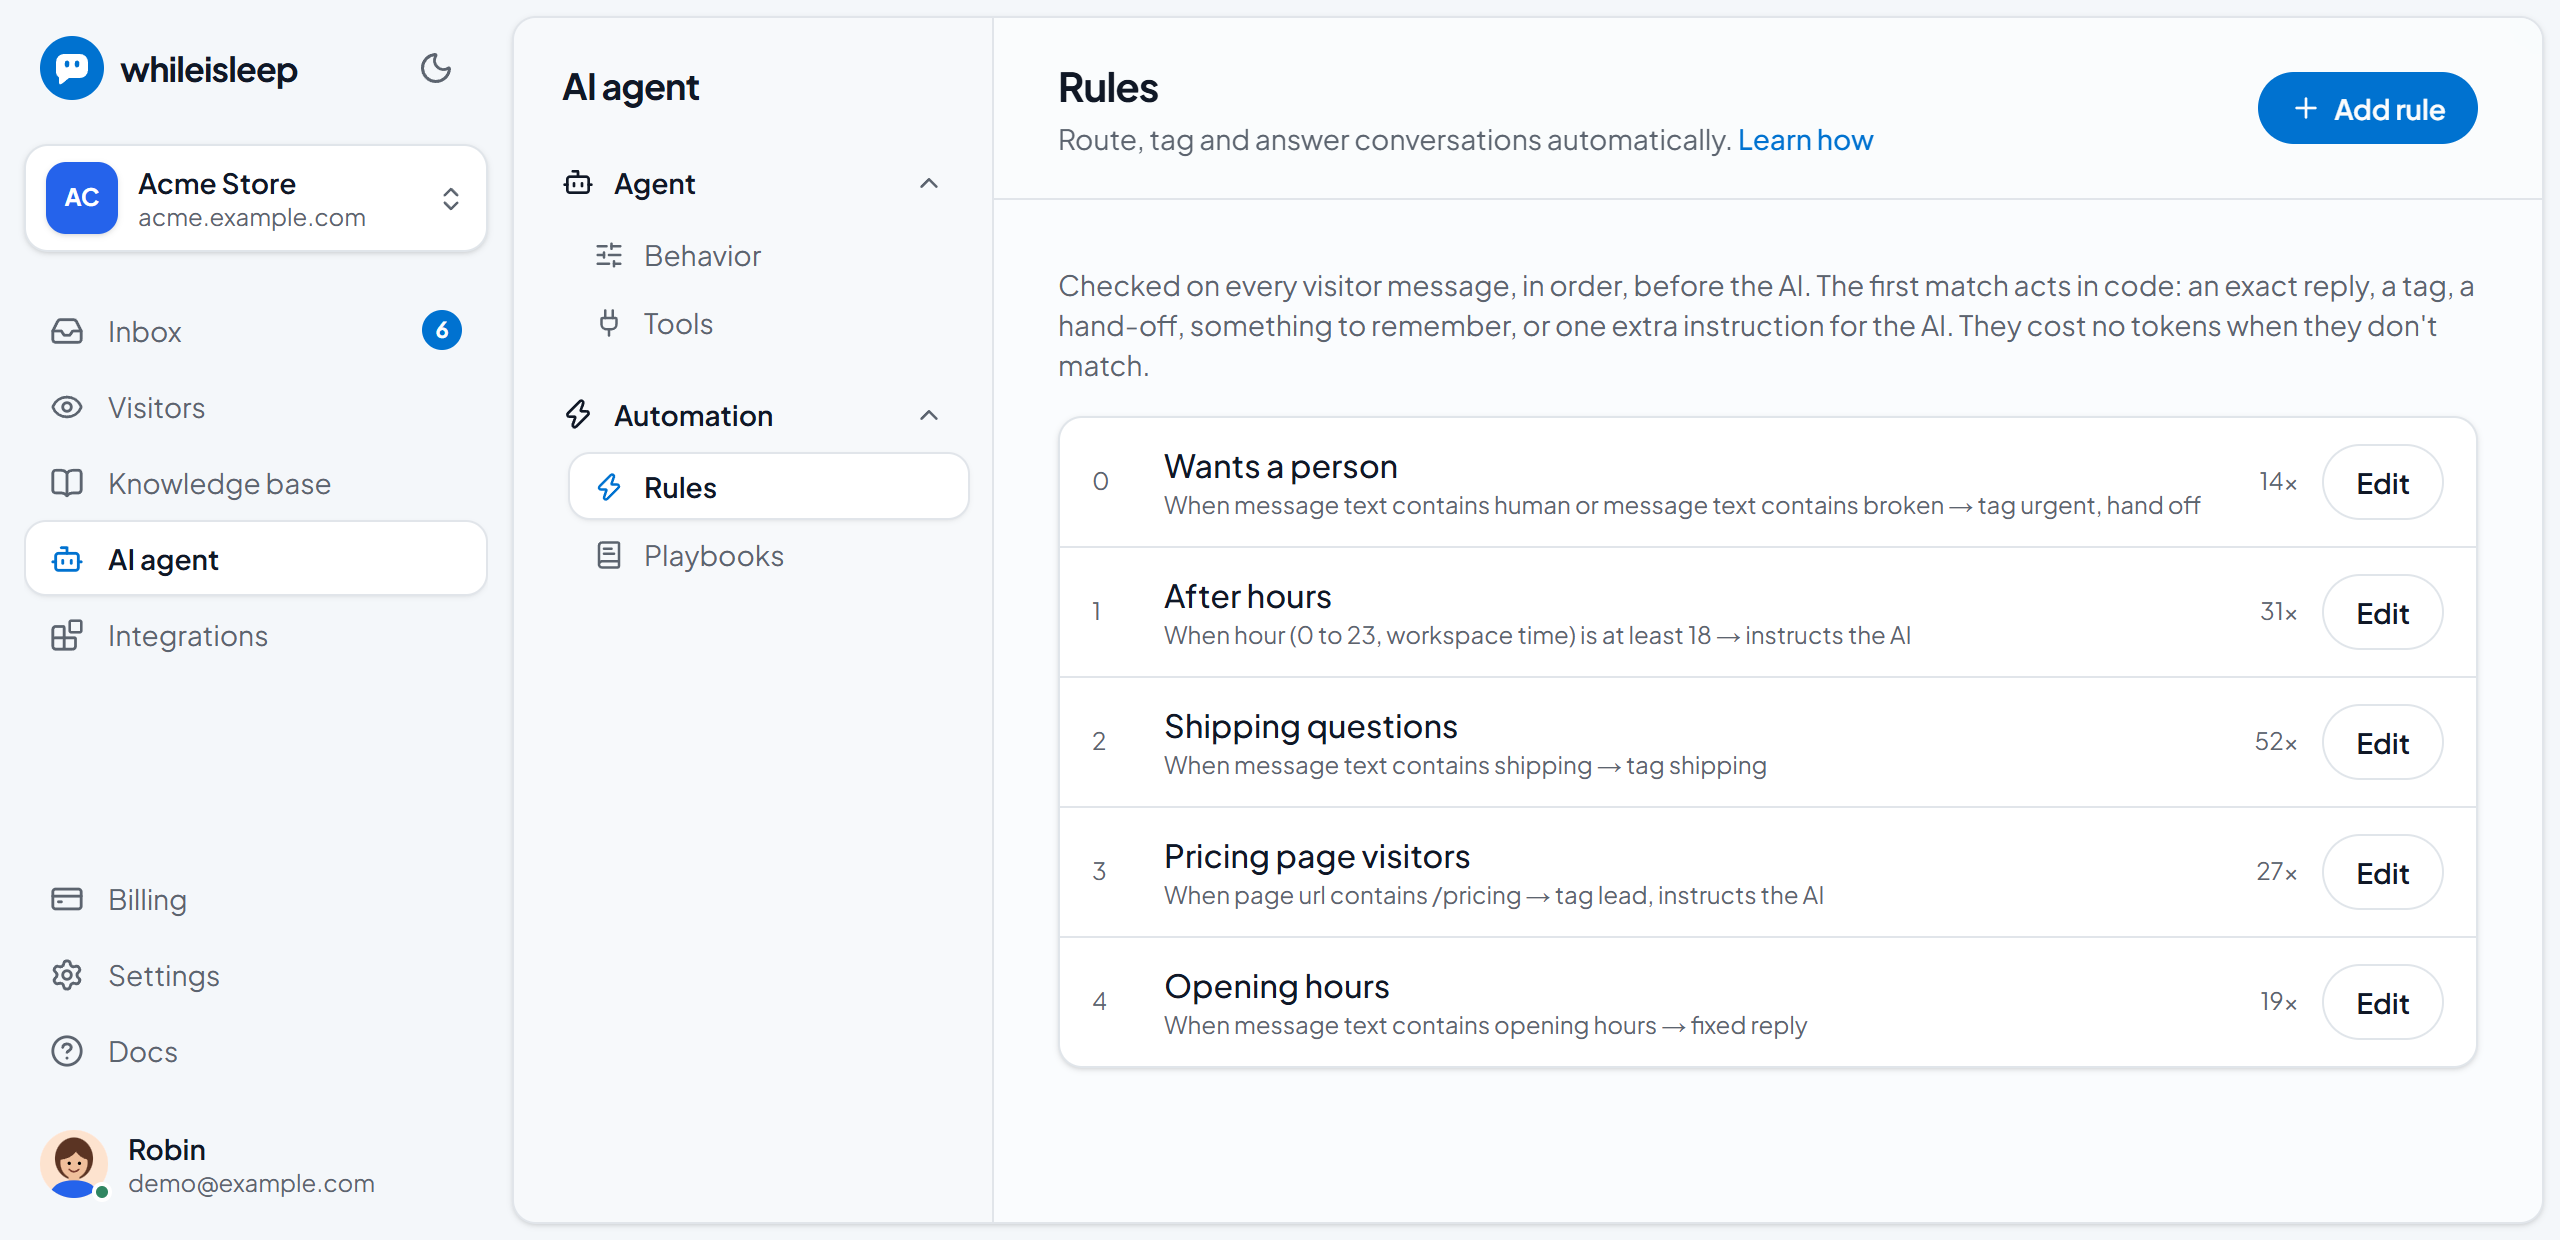 whileisleep
AC
Acme Store
acme.example.com
Inbox
6
Visitors
Knowledge base
AI agent
Integrations
Billing
Settings
Docs
Robin
demo@example.com
AI agent
Agent
Behavior
Tools
Automation
Rules
Playbooks
Rules
Route, tag and answer conversations automatically. Learn how
+ Add rule
Checked on every visitor message, in order, before the AI. The first match acts in code: an exact reply, a tag, a
hand-off, something to remember, or one extra instruction for the AI. They cost no tokens when they don't
match.
0
Wants a person
When message text contains human or message text contains broken → tag urgent, hand off
14×
Edit
1
After hours
When hour (0 to 23, workspace time) is at least 18 → instructs the AI
31×
Edit
2
Shipping questions
When message text contains shipping → tag shipping
52×
Edit
3
Pricing page visitors
When page url contains /pricing → tag lead, instructs the AI
27×
Edit
4
Opening hours
When message text contains opening hours → fixed reply
19×
Edit